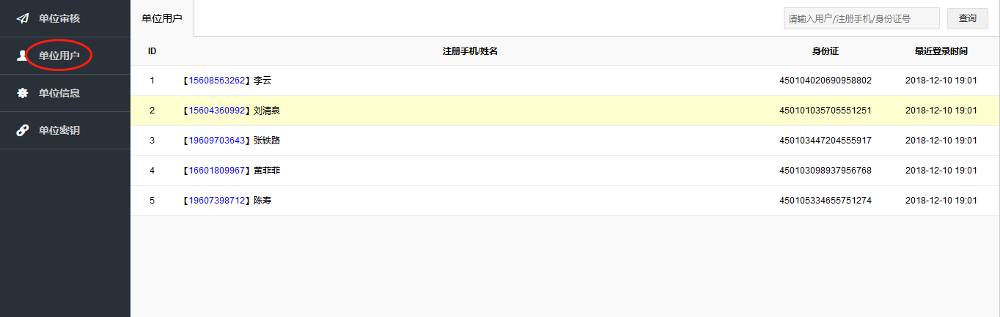 单位审核
单位用户
单位信息
单位密钥
单位用户
请输入用户/注册手机/身份证号 查询
ID 注册手机/姓名 身份证 最近登录时间
1 【15608563262】李云 450104020690958802 2018-12-10 19:01
2 【15604360992】刘清泉 450101035705551251 2018-12-10 19:01
3 【19609703643】张铁路 450103447204555917 2018-12-10 19:01
4 【16601809967】黄菲菲 450103098937956768 2018-12-10 19:01
5 【19607398712】陈寿 450105334655751274 2018-12-10 19:01